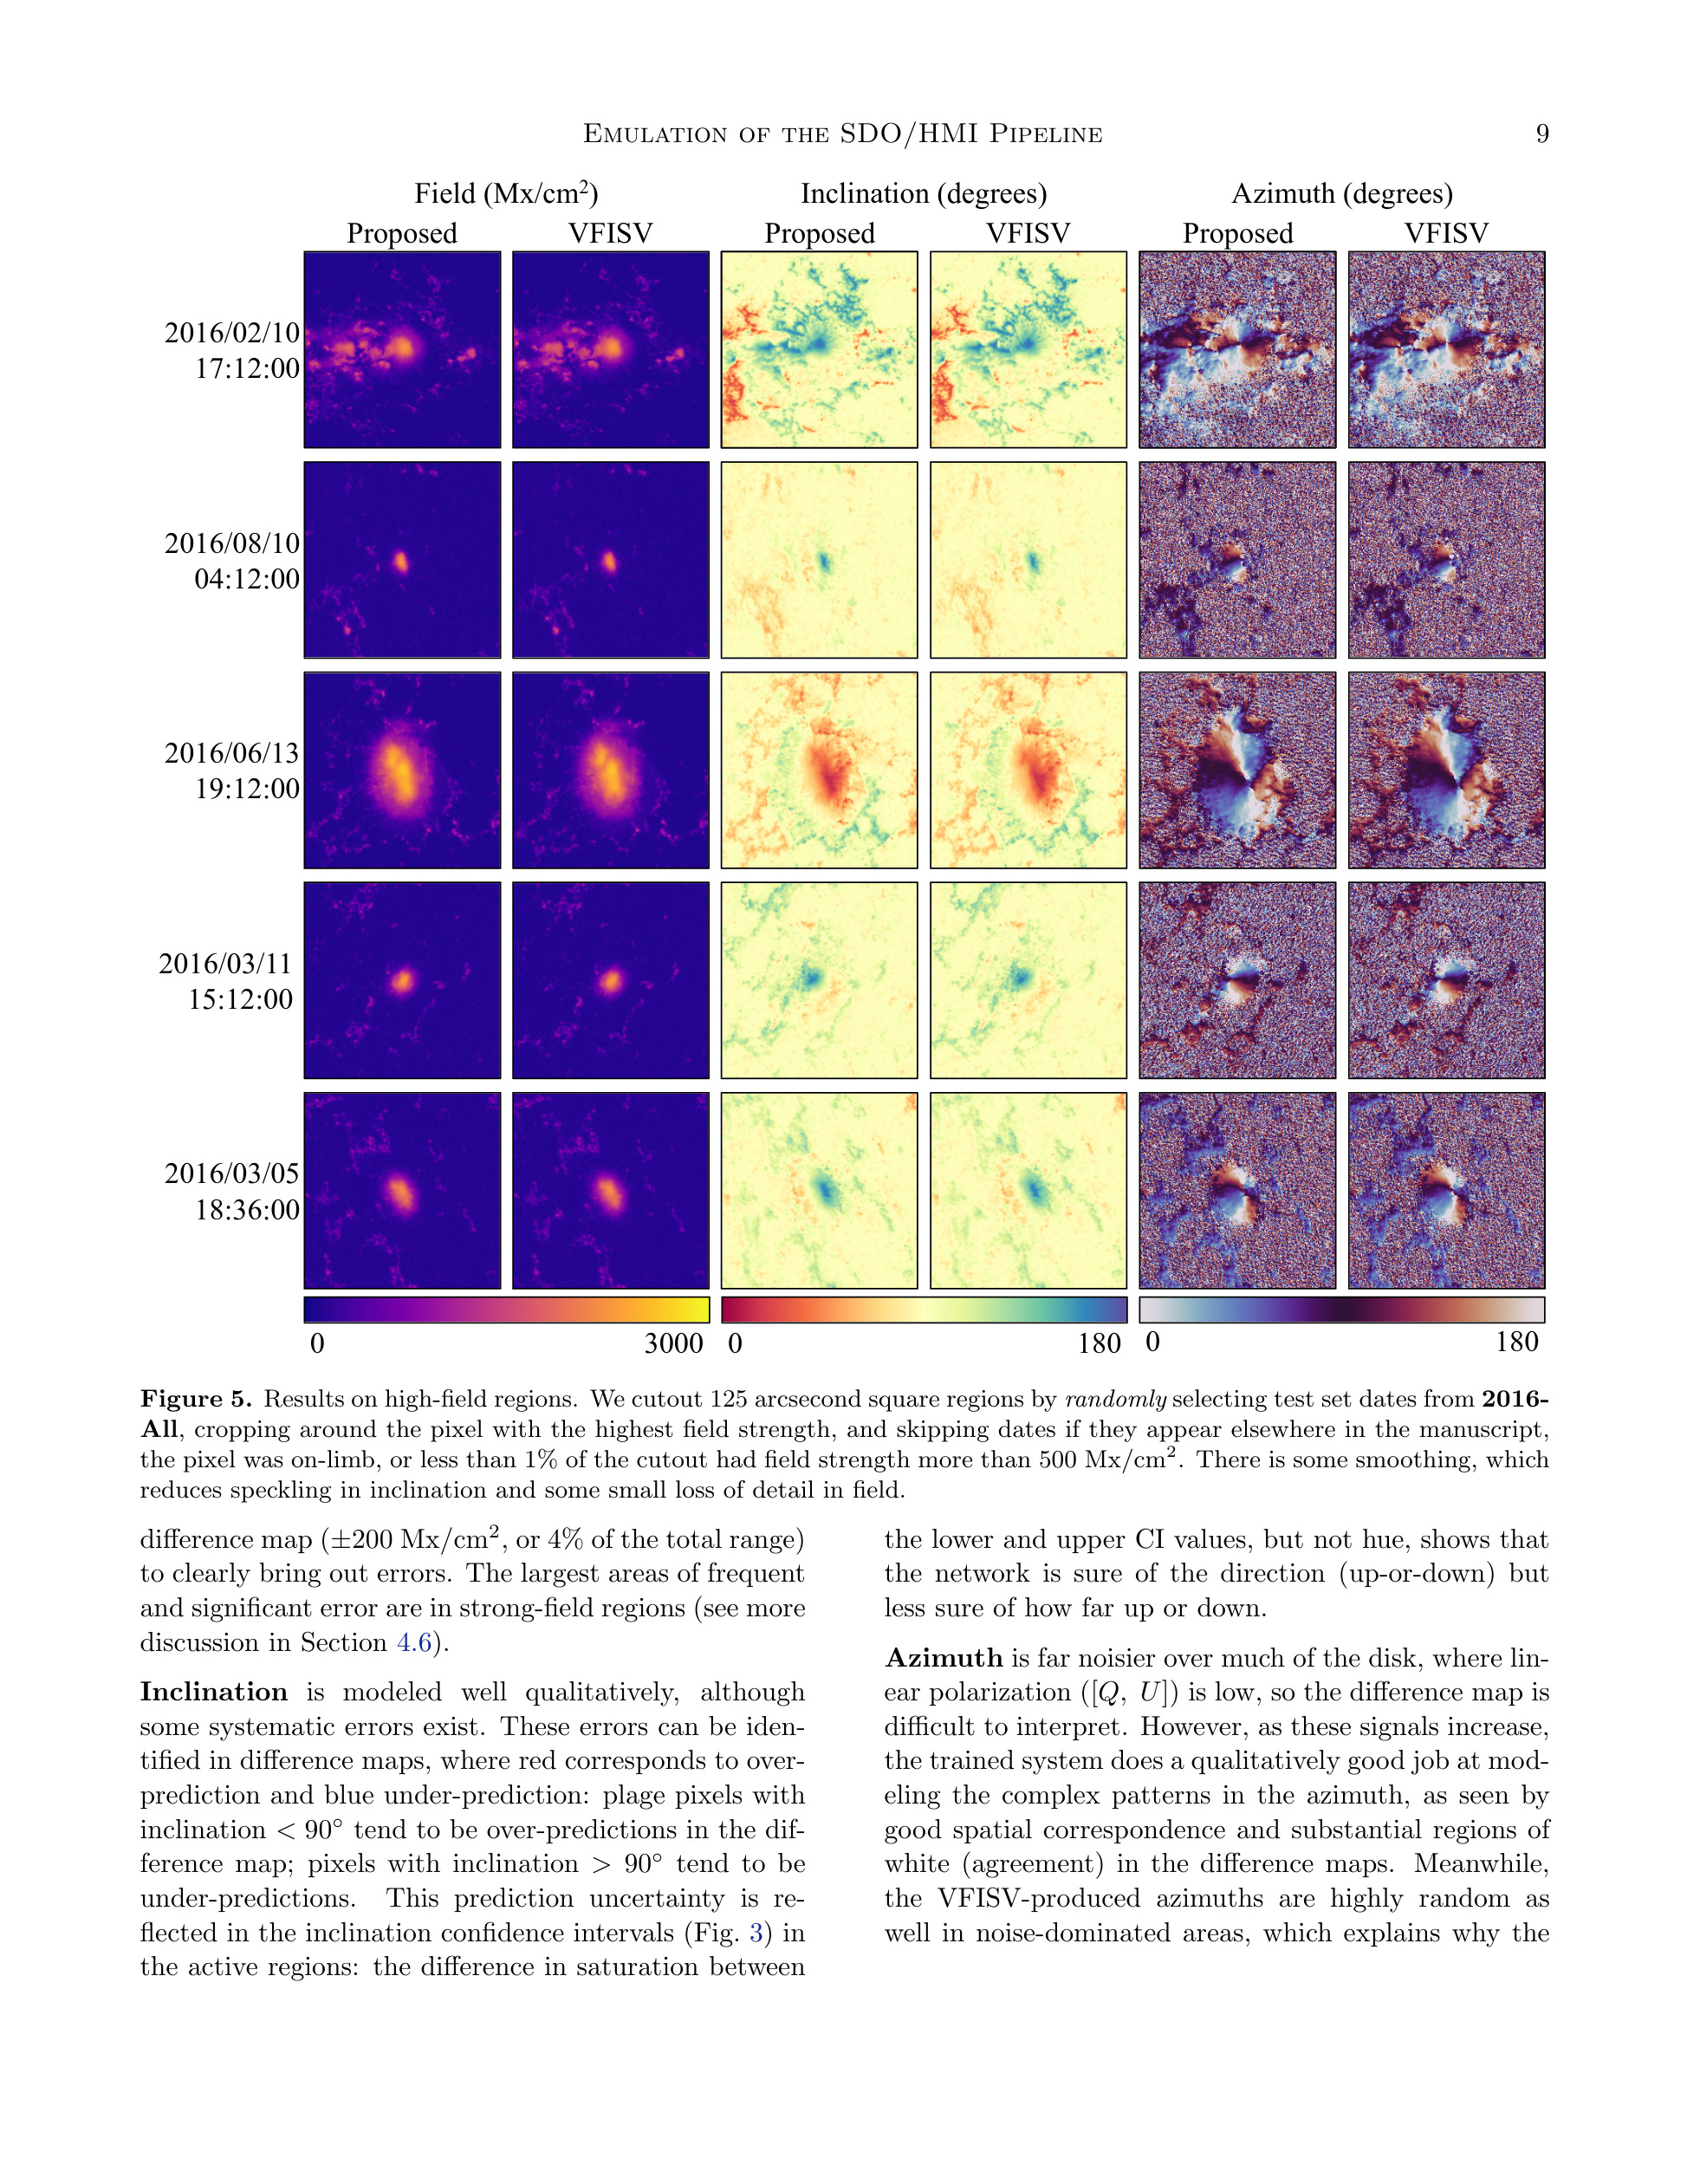 EMULATION OF THE SDO/HMI PIPELINE 9
Field (Mx/cm²) Inclination (degrees) Azimuth (degrees)
Proposed VFISV Proposed VFISV Proposed VFISV
2016/02/10
17:12:00
2016/08/10
04:12:00
2016/06/13
19:12:00
2016/03/11
15:12:00
2016/03/05
18:36:00
0 3000 0 180 0 180
Figure 5. Results on high-field regions. We cutout 125 arcsecond square regions by randomly selecting test set dates from 2016-
All, cropping around the pixel with the highest field strength, and skipping dates if they appear elsewhere in the manuscript,
the pixel was on-limb, or less than 1% of the cutout had field strength more than 500 Mx/cm². There is some smoothing, which
reduces speckling in inclination and some small loss of detail in field.
difference map (±200 Mx/cm², or 4% of the total range)
to clearly bring out errors. The largest areas of frequent
and significant error are in strong-field regions (see more
discussion in Section 4.6).
Inclination is modeled well qualitatively, although
some systematic errors exist. These errors can be iden-
tified in difference maps, where red corresponds to over-
prediction and blue under-prediction: plage pixels with
inclination < 90° tend to be over-predictions in the dif-
ference map; pixels with inclination > 90° tend to be
under-predictions. This prediction uncertainty is re-
flected in the inclination confidence intervals (Fig. 3) in
the active regions: the difference in saturation between
the lower and upper CI values, but not hue, shows that
the network is sure of the direction (up-or-down) but
less sure of how far up or down.
Azimuth is far noisier over much of the disk, where lin-
ear polarization ([Q, U]) is low, so the difference map is
difficult to interpret. However, as these signals increase,
the trained system does a qualitatively good job at mod-
eling the complex patterns in the azimuth, as seen by
good spatial correspondence and substantial regions of
white (agreement) in the difference maps. Meanwhile,
the VFISV-produced azimuths are highly random as
well in noise-dominated areas, which explains why the